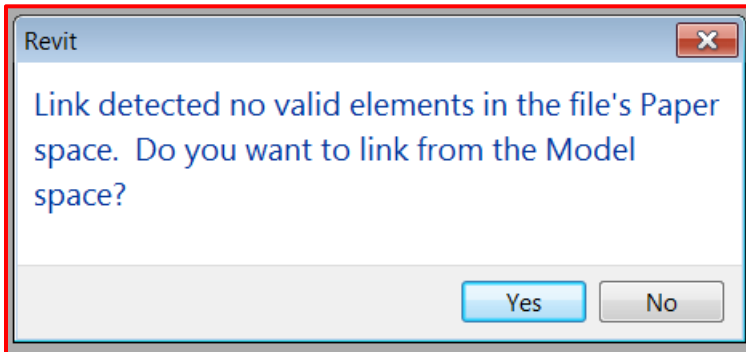 Revit
Link detected no valid elements in the file's Paper
space.  Do you want to link from the Model
space?
Yes
No